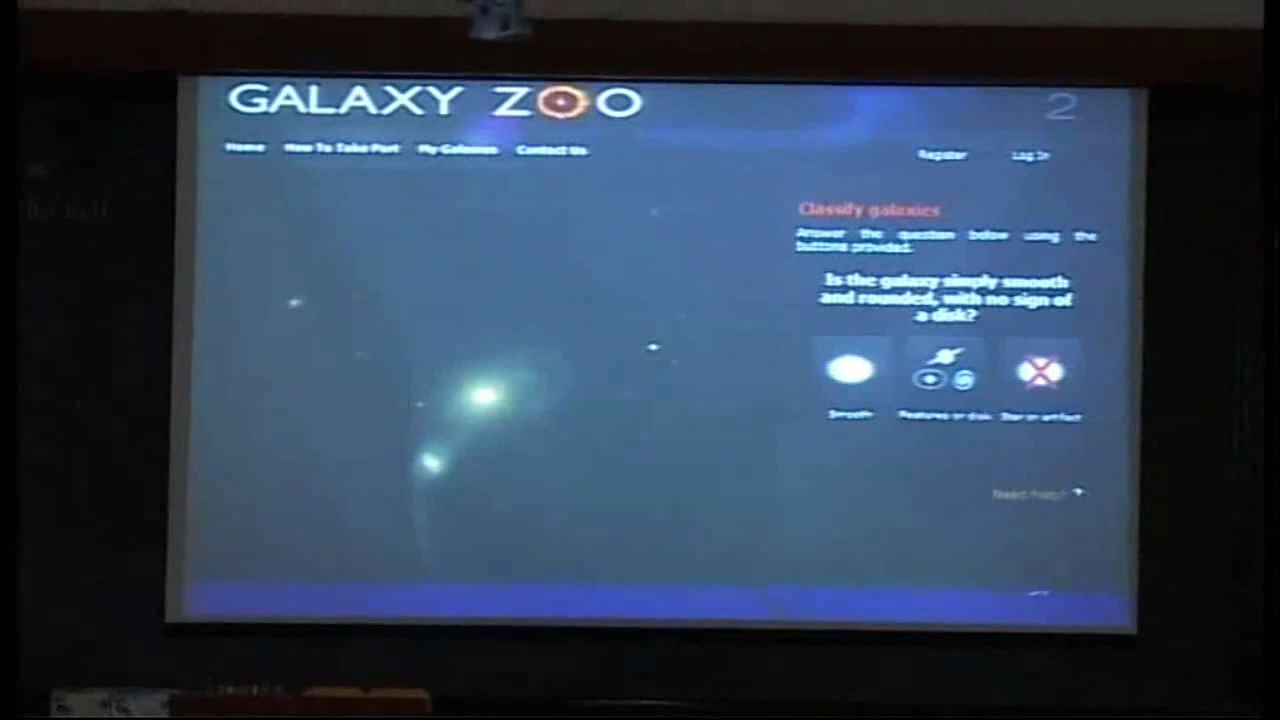 GALAXY ZOO
2
Home How To Take Part My Galaxies Contact Us
Register Log In
Classify galaxies
Answer the question below using the
buttons provided.
Is the galaxy simply smooth
and rounded, with no sign of
a disk?
Smooth Features or disk Star or artifact
Need help?